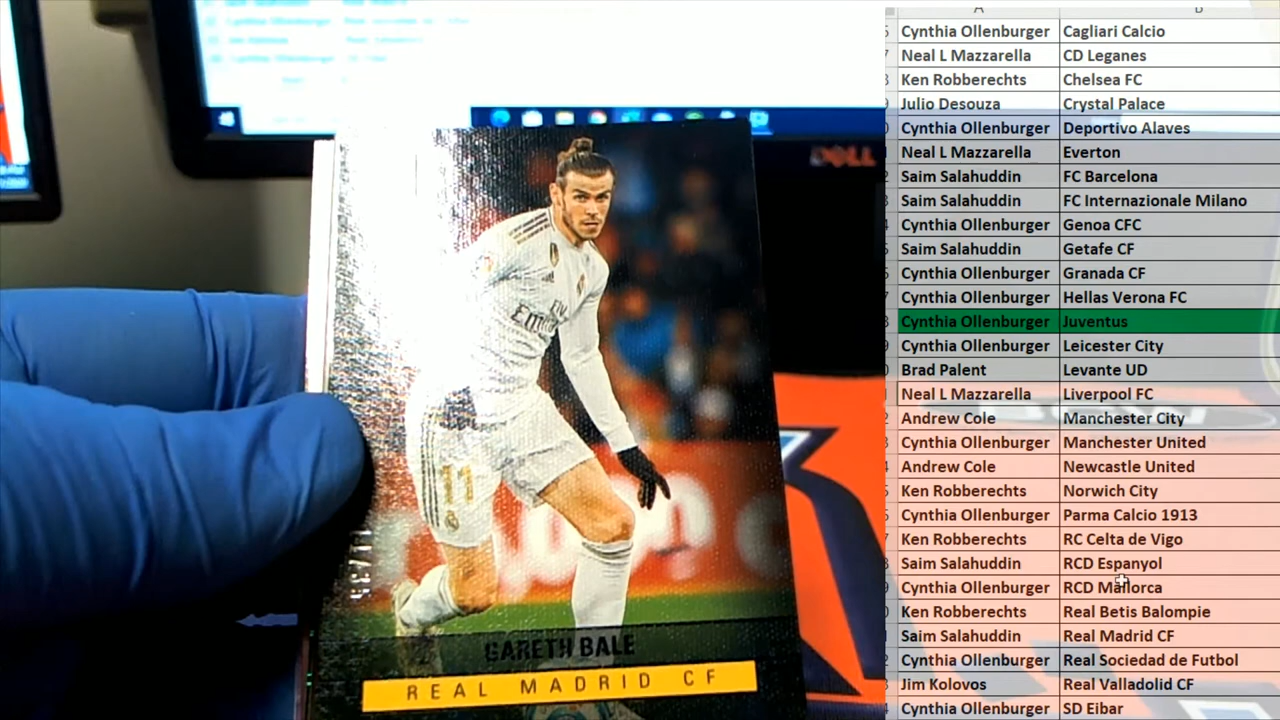 A B
Cynthia Ollenburger Cagliari Calcio
Neal L Mazzarella CD Leganes
Ken Robberechts Chelsea FC
Julio Desouza Crystal Palace
Cynthia Ollenburger Deportivo Alaves
Neal L Mazzarella Everton
Saim Salahuddin FC Barcelona
Saim Salahuddin FC Internazionale Milano
Cynthia Ollenburger Genoa CFC
Saim Salahuddin Getafe CF
Cynthia Ollenburger Granada CF
Cynthia Ollenburger Hellas Verona FC
Cynthia Ollenburger Juventus
Cynthia Ollenburger Leicester City
Brad Palent Levante UD
Neal L Mazzarella Liverpool FC
Andrew Cole Manchester City
Cynthia Ollenburger Manchester United
Andrew Cole Newcastle United
Ken Robberechts Norwich City
Cynthia Ollenburger Parma Calcio 1913
Ken Robberechts RC Celta de Vigo
Saim Salahuddin RCD Espanyol
Cynthia Ollenburger RCD Mallorca
Ken Robberechts Real Betis Balompie
Saim Salahuddin Real Madrid CF
Cynthia Ollenburger Real Sociedad de Futbol
Jim Kolovos Real Valladolid CF
Cynthia Ollenburger SD Eibar
DELL
11
GARETH BALE
REAL MADRID CF